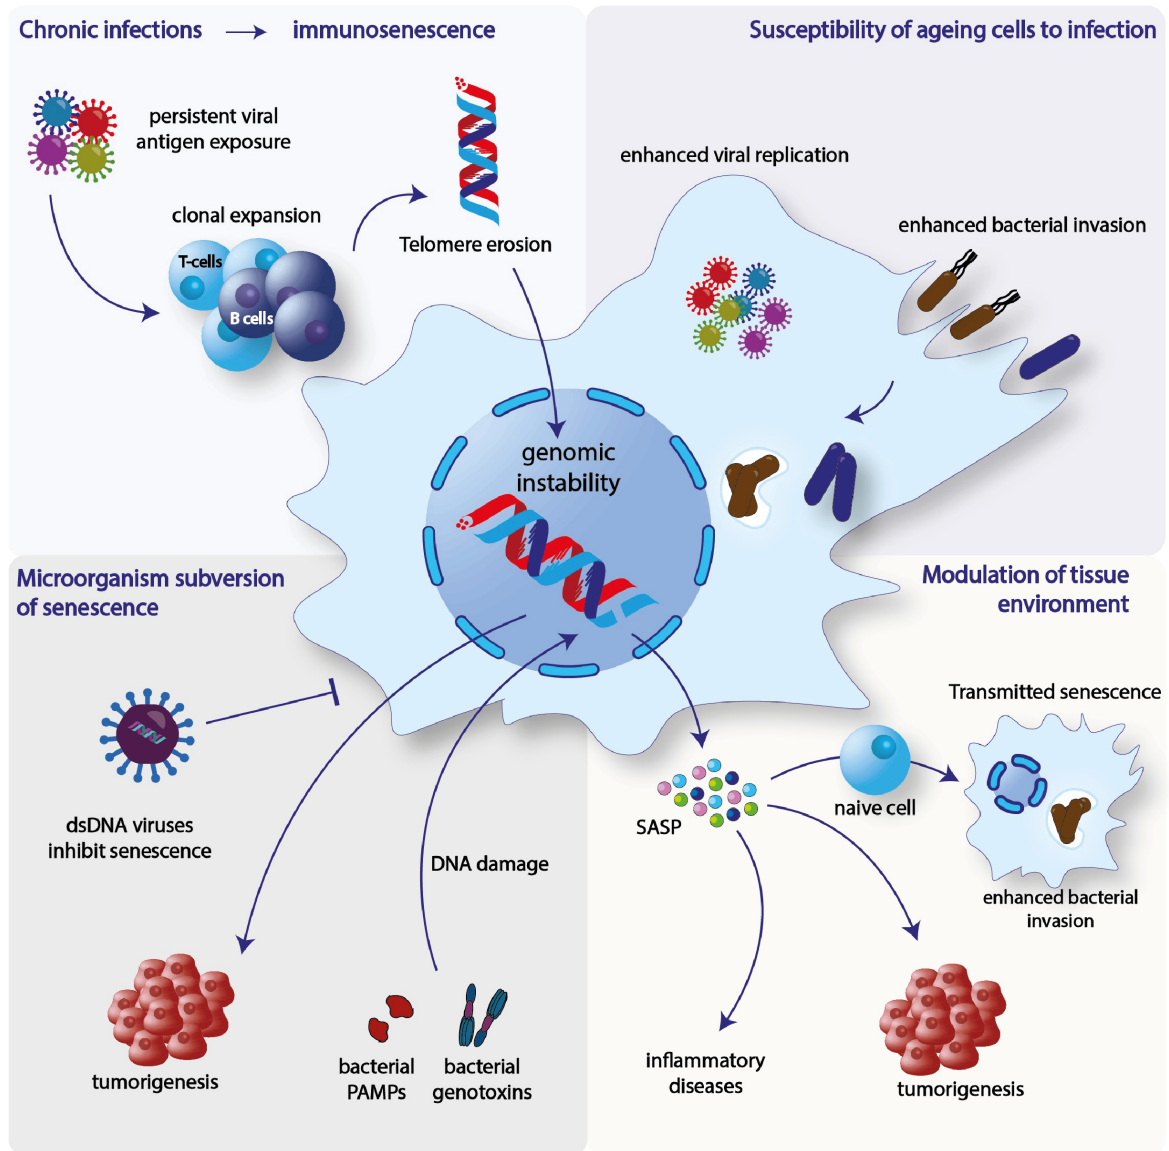 Chronic infections → immunosenescence
persistent viral
antigen exposure
clonal expansion
T-cells
B cells
Telomere erosion
Susceptibility of ageing cells to infection
enhanced viral replication
enhanced bacterial invasion
genomic
instability
Microorganism subversion
of senescence
dsDNA viruses
inhibit senescence
DNA damage
tumorigenesis
bacterial
PAMPs
bacterial
genotoxins
Modulation of tissue
environment
Transmitted senescence
naive cell
SASP
enhanced bacterial
invasion
inflammatory
diseases
tumorigenesis